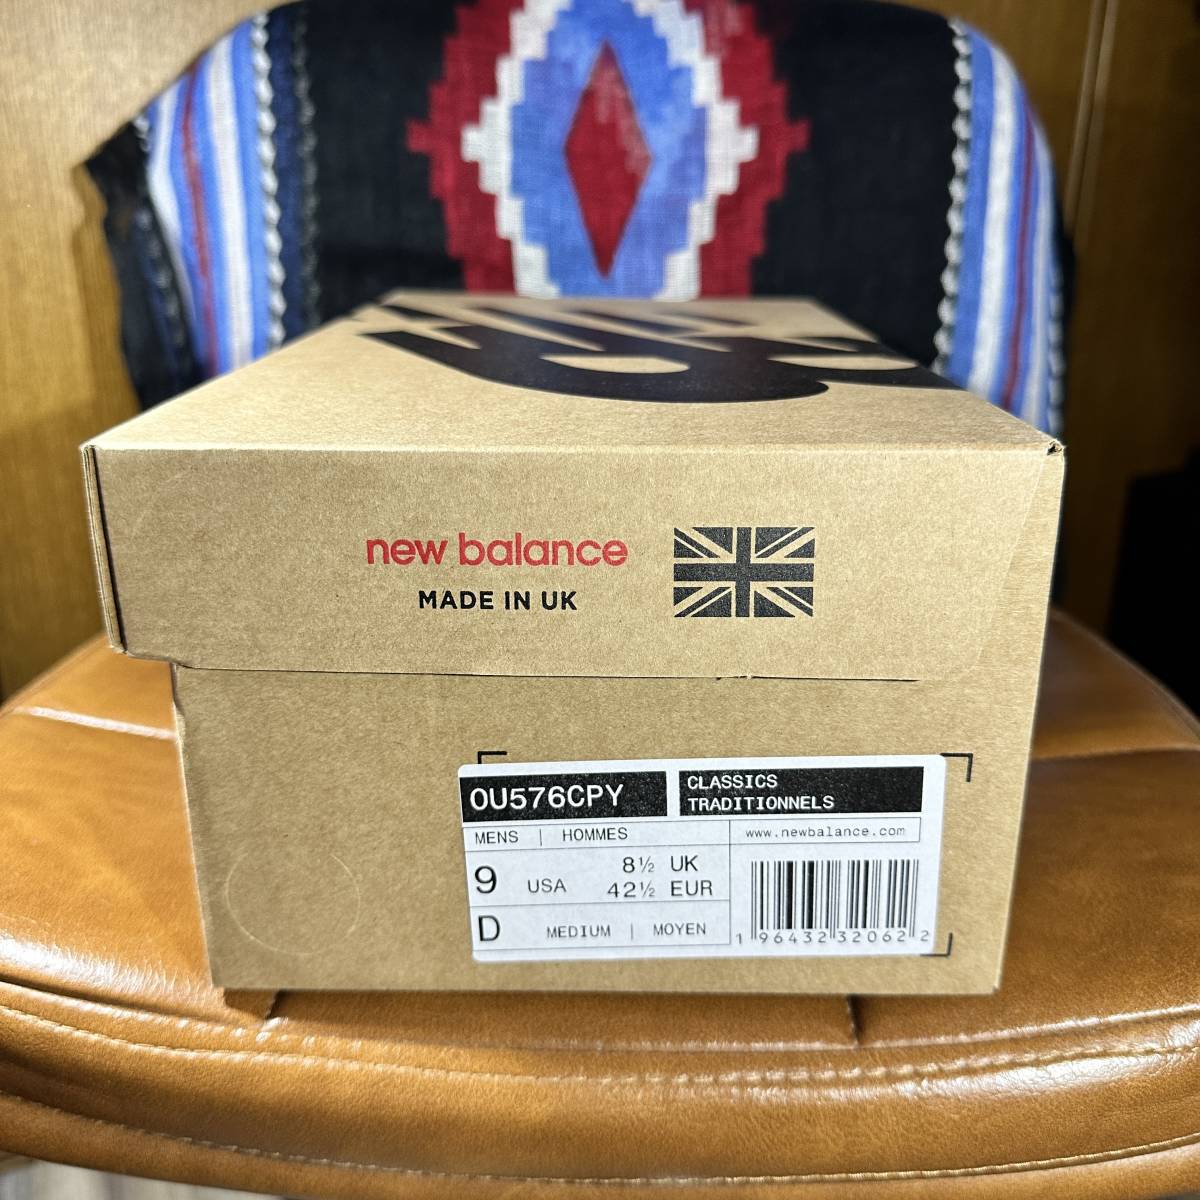 new balance
MADE IN UK
OU576CPY
CLASSICS
TRADITIONNELS
MENS | HOMMES
www.newbalance.com
9 USA
8½ UK
42½ EUR
D MEDIUM | MOYEN
1 96432 32062 2